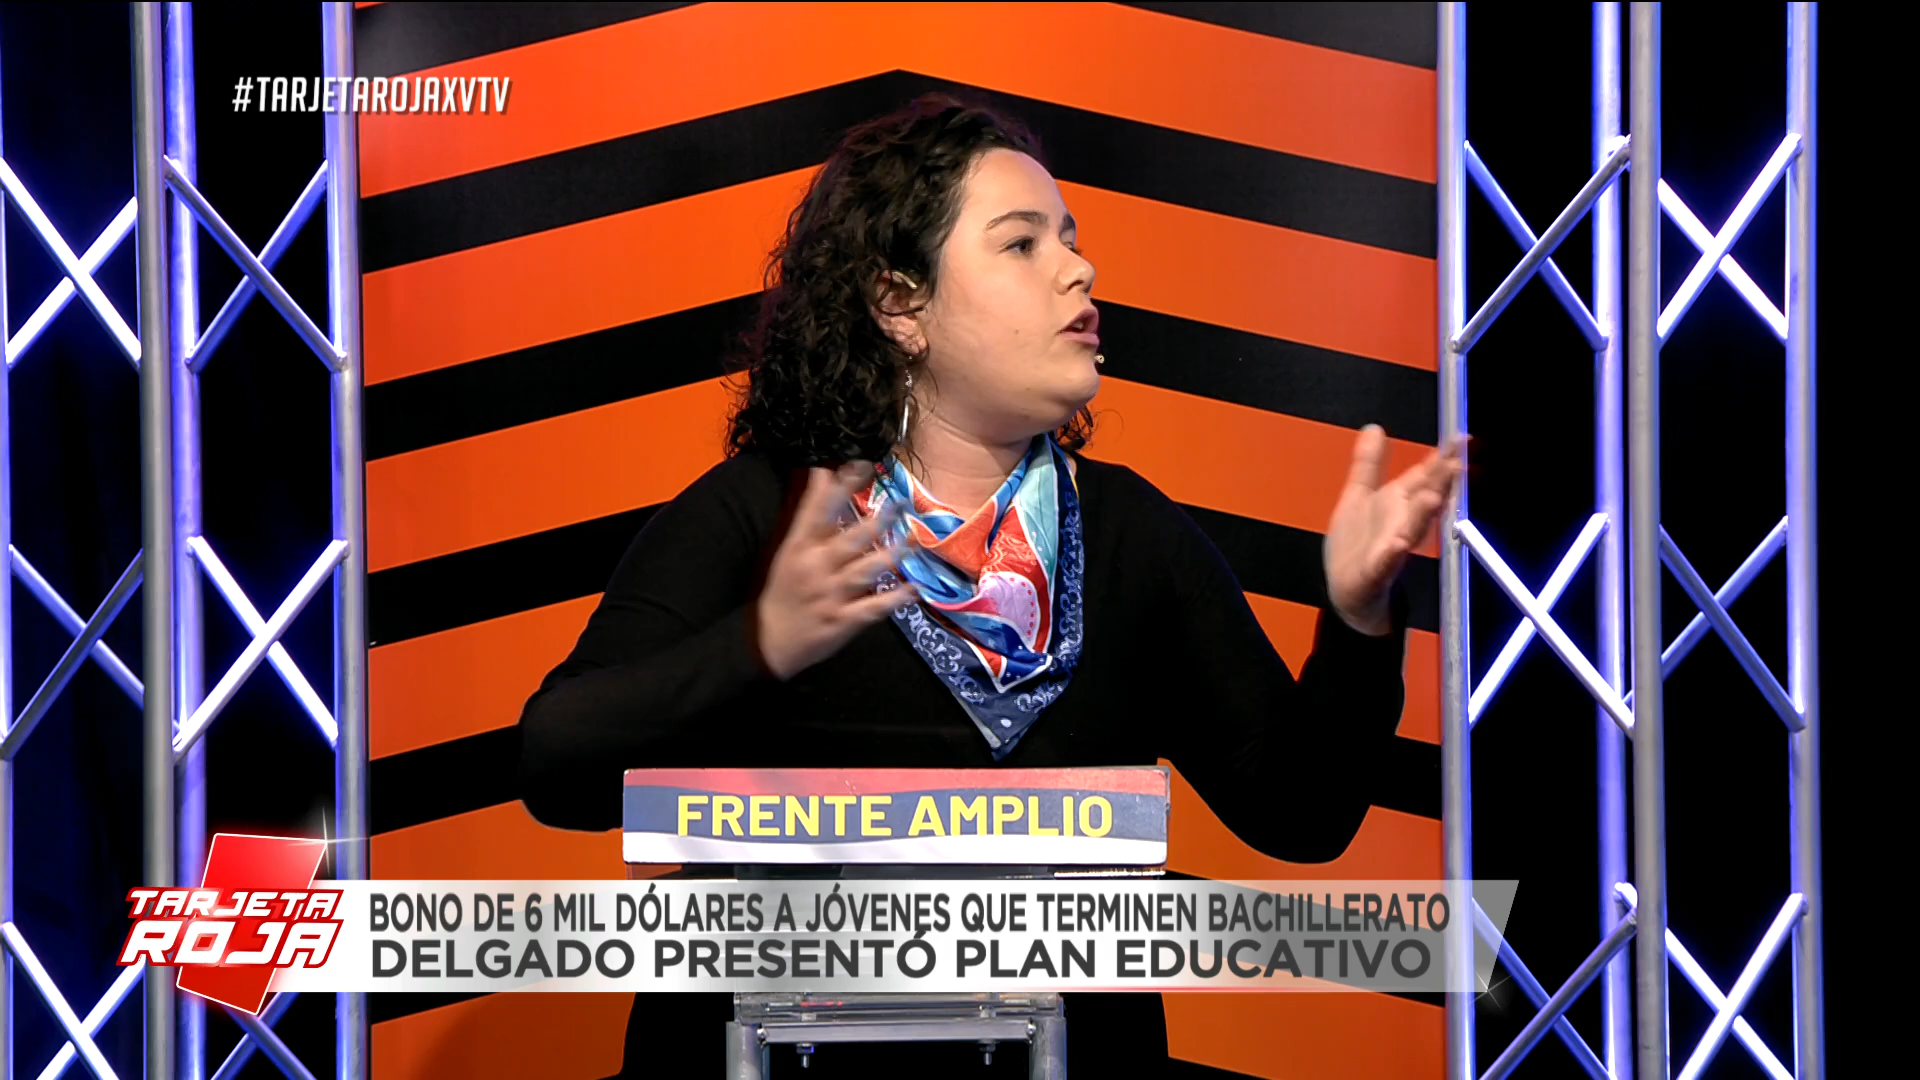 #TARJETAROJAXVTV
FRENTE AMPLIO
TARJETA
ROJA
BONO DE 6 MIL DÓLARES A JÓVENES QUE TERMINEN BACHILLERATO
DELGADO PRESENTÓ PLAN EDUCATIVO